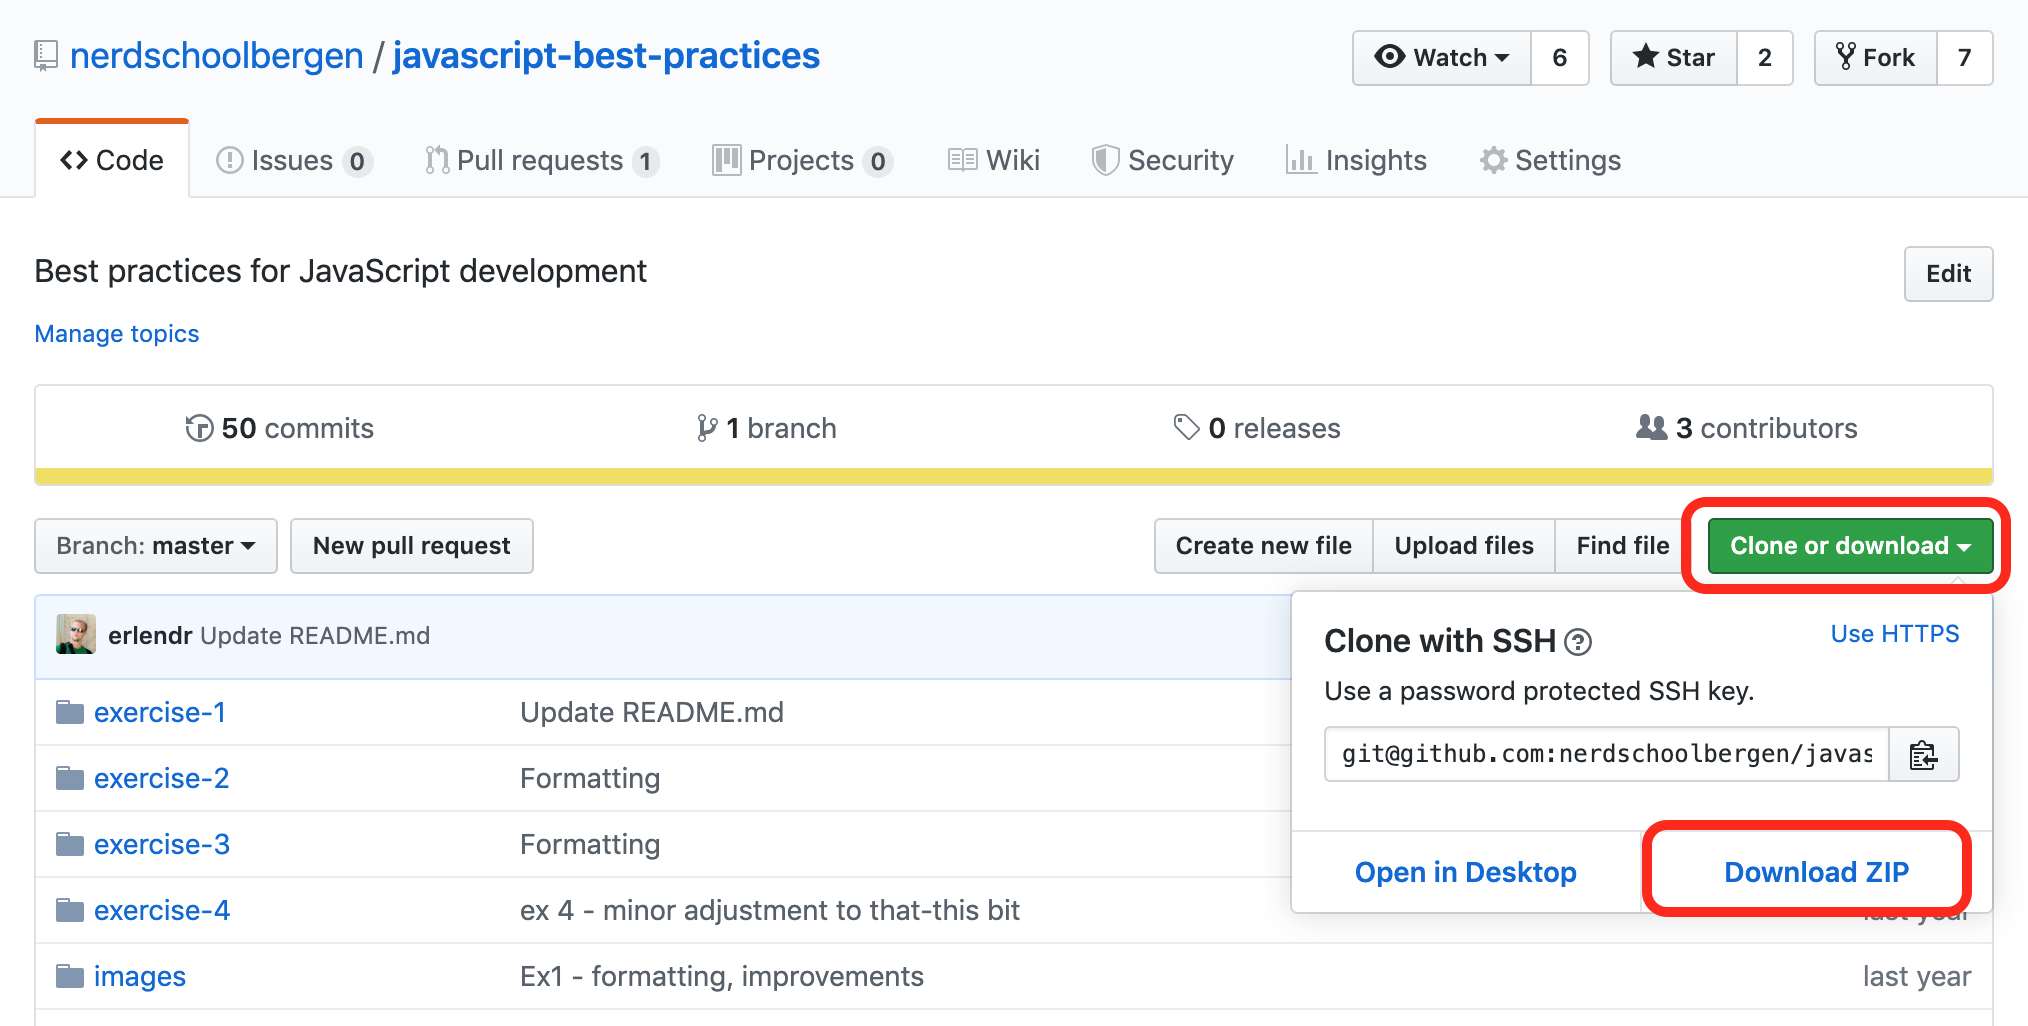 nerdschoolbergen / javascript-best-practices
Watch 6 Star 2 Fork 7
Code Issues 0 Pull requests 1 Projects 0 Wiki Security Insights Settings
Best practices for JavaScript development
Edit
Manage topics
50 commits 1 branch 0 releases 3 contributors
Branch: master New pull request Create new file Upload files Find file Clone or download
erlendr Update README.md
Clone with SSH ? Use HTTPS
Use a password protected SSH key.
git@github.com:nerdschoolbergen/javas
Open in Desktop Download ZIP
exercise-1 Update README.md
exercise-2 Formatting
exercise-3 Formatting
exercise-4 ex 4 - minor adjustment to that-this bit last year
images Ex1 - formatting, improvements last year